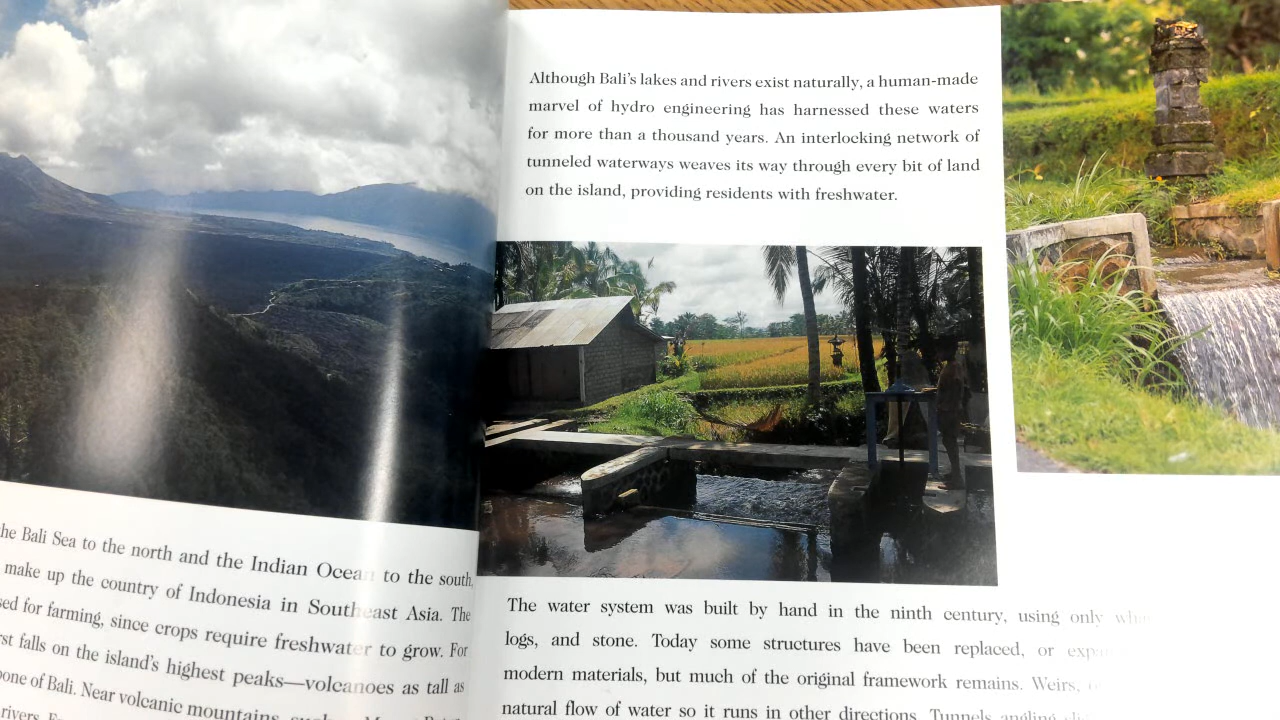 the Bali Sea to the north and the Indian Ocean to the south,
make up the country of Indonesia in Southeast Asia. The
for farming, since crops require freshwater to grow. For
falls on the island's highest peaks—volcanoes as tall as
of Bali. Near volcanic mountains
rivers.
Although Bali's lakes and rivers exist naturally, a human-made
marvel of hydro engineering has harnessed these waters
for more than a thousand years. An interlocking network of
tunneled waterways weaves its way through every bit of land
on the island, providing residents with freshwater.
The water system was built by hand in the ninth century, using only
logs, and stone. Today some structures have been replaced, or
modern materials, but much of the original framework remains. Weirs,
natural flow of water so it runs in other directions. Tunnels angling